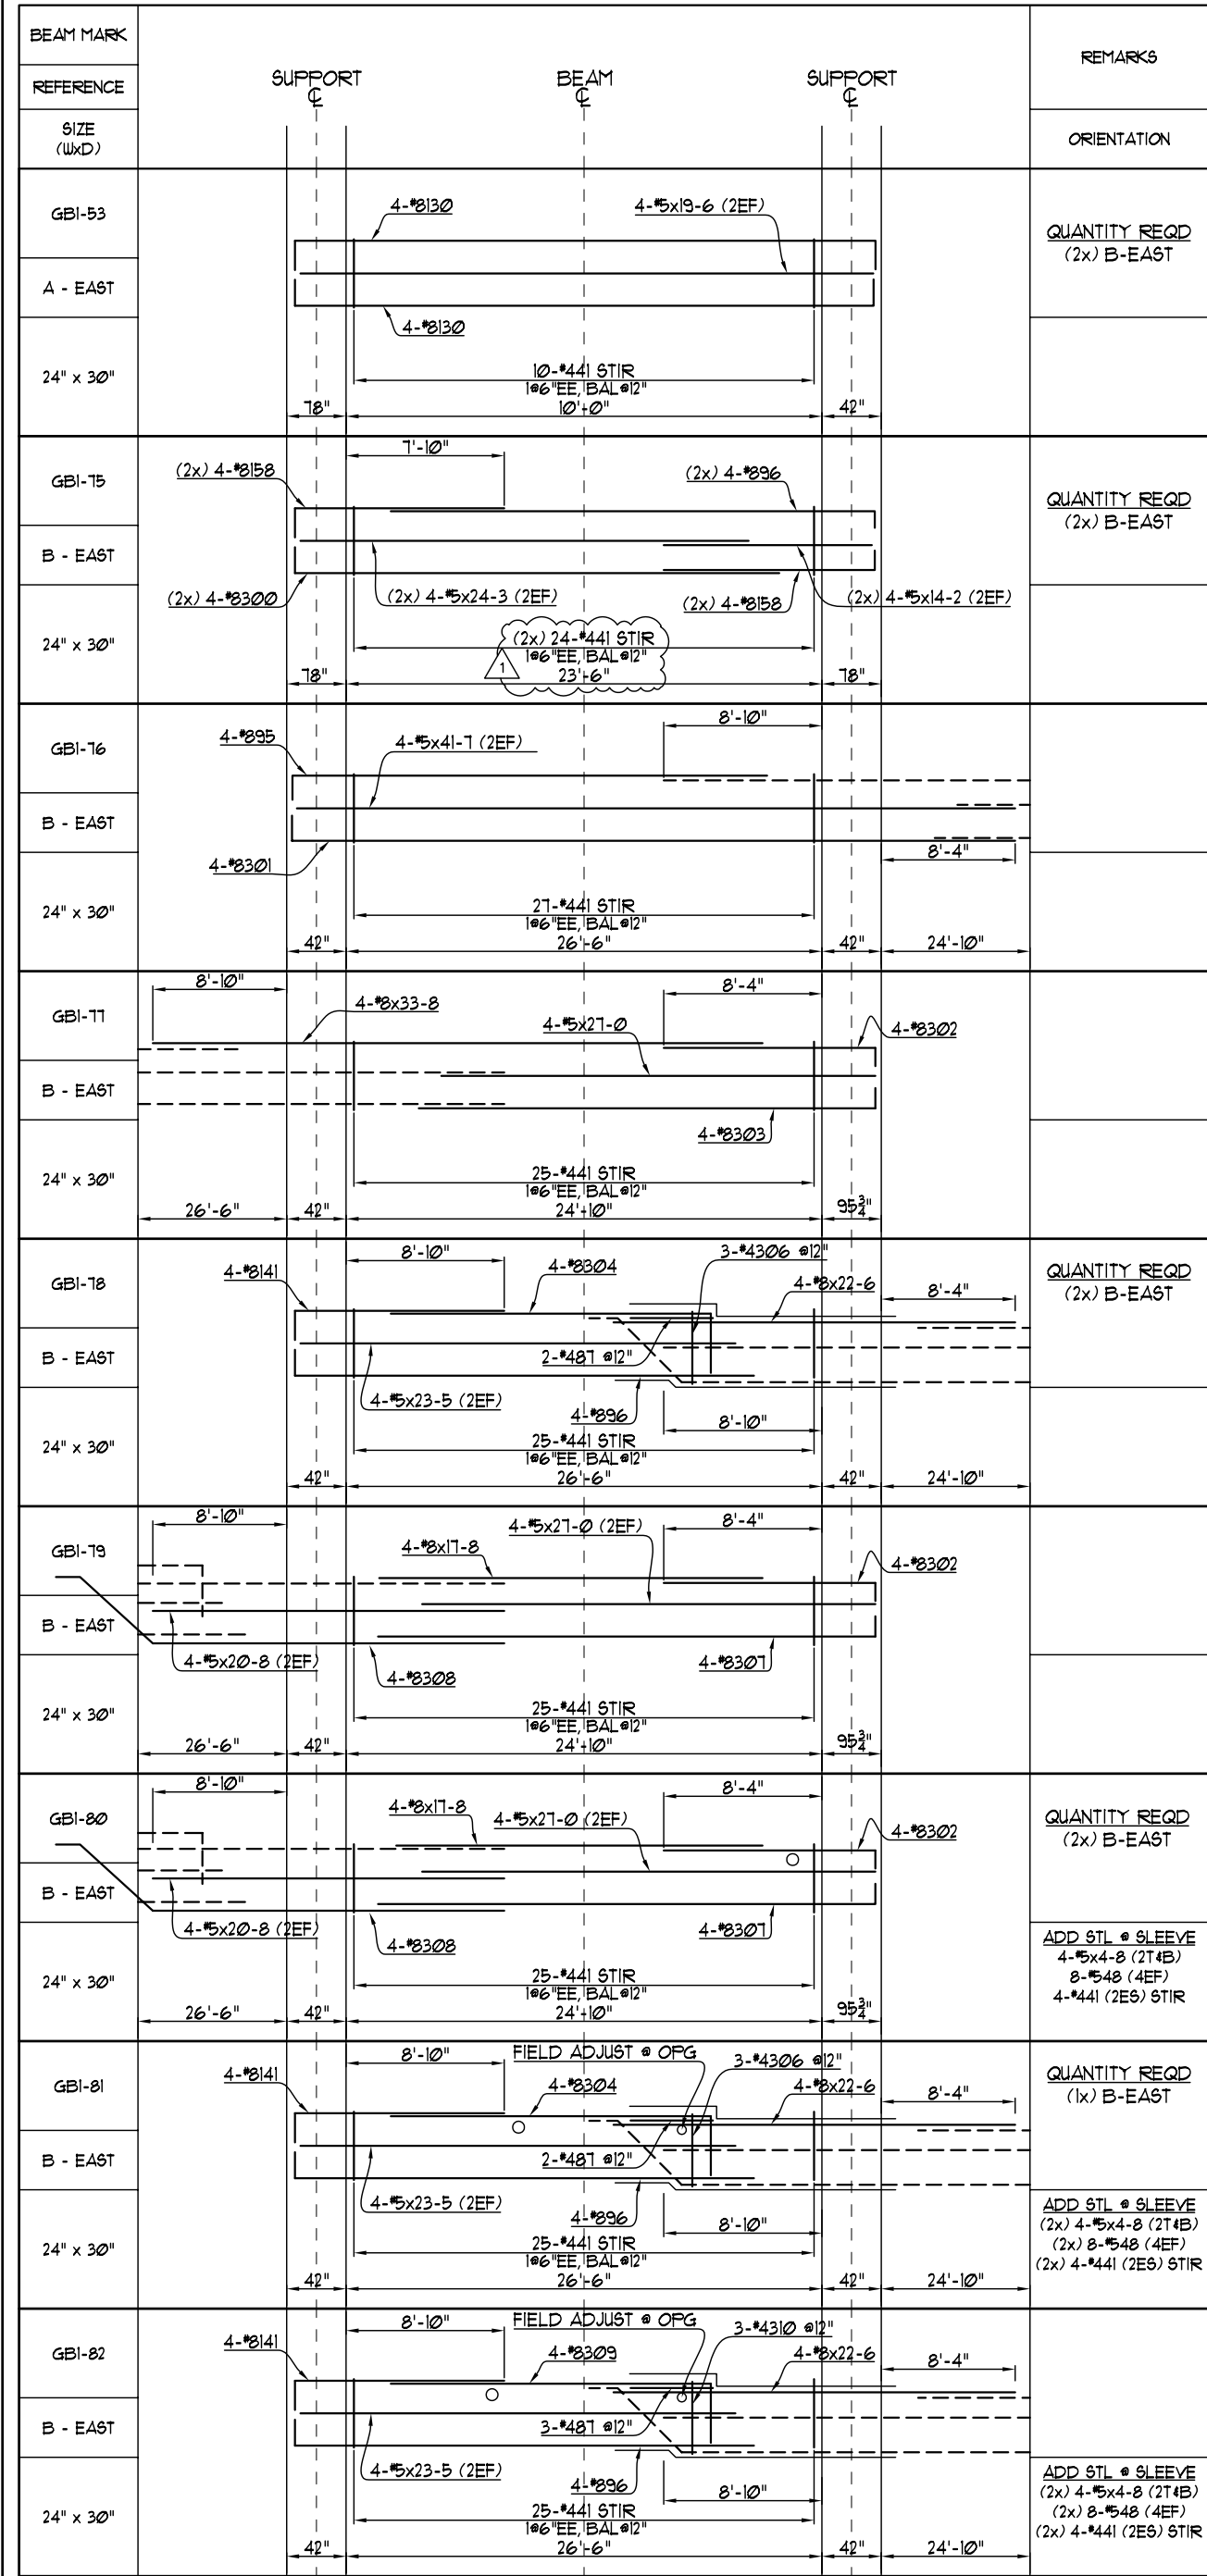 BEAM MARK
REFERENCE
SIZE
(WxD)
SUPPORT
℄
BEAM
℄
SUPPORT
℄
REMARKS
ORIENTATION
GB1-53
A - EAST
24" x 30"
4-#8130
4-#5x19-6 (2EF)
4-#8130
10-#441 STIR
1@6"EE, BAL@12"
78"
10'-0"
42"
QUANTITY REQD
(2x) B-EAST
GB1-75
B - EAST
24" x 30"
7'-10"
(2x) 4-#8158
(2x) 4-#896
(2x) 4-#8300
(2x) 4-#5x24-3 (2EF)
(2x) 4-#8158
(2x) 4-#5x14-2 (2EF)
(2x) 24-#441 STIR
1@6"EE, BAL@12"
1
78"
23'-6"
78"
QUANTITY REQD
(2x) B-EAST
GB1-76
B - EAST
24" x 30"
8'-10"
4-#895
4-#5x41-7 (2EF)
4-#8301
8'-4"
27-#441 STIR
1@6"EE, BAL@12"
42"
26'-6"
42"
24'-10"
GB1-77
B - EAST
24" x 30"
8'-10"
4-#8x33-8
8'-4"
4-#5x27-0
4-#8302
4-#8303
25-#441 STIR
1@6"EE, BAL@12"
26'-6"
42"
24'-10"
95¾"
GB1-78
B - EAST
24" x 30"
8'-10"
3-#4306 @12"
4-#8141
4-#8304
4-#8x22-6
8'-4"
2-#487 @12"
4-#5x23-5 (2EF)
4-#896
8'-10"
25-#441 STIR
1@6"EE, BAL@12"
42"
26'-6"
42"
24'-10"
QUANTITY REQD
(2x) B-EAST
GB1-79
B - EAST
24" x 30"
8'-10"
4-#5x27-0 (2EF)
8'-4"
4-#8x17-8
4-#8302
4-#5x20-8 (2EF)
4-#8308
4-#8307
25-#441 STIR
1@6"EE, BAL@12"
26'-6"
42"
24'-10"
95¾"
GB1-80
B - EAST
24" x 30"
8'-10"
8'-4"
4-#8x17-8
4-#5x27-0 (2EF)
4-#8302
4-#5x20-8 (2EF)
4-#8308
4-#8307
25-#441 STIR
1@6"EE, BAL@12"
26'-6"
42"
24'-10"
95¾"
QUANTITY REQD
(2x) B-EAST
ADD STL @ SLEEVE
4-#5x4-8 (2T&B)
8-#548 (4EF)
4-#441 (2ES) STIR
GB1-81
B - EAST
24" x 30"
8'-10"
FIELD ADJUST @ OPG
3-#4306 @12"
4-#8141
4-#8304
4-#8x22-6
8'-4"
2-#487 @12"
4-#5x23-5 (2EF)
4-#896
8'-10"
25-#441 STIR
1@6"EE, BAL@12"
42"
26'-6"
42"
24'-10"
QUANTITY REQD
(1x) B-EAST
ADD STL @ SLEEVE
(2x) 4-#5x4-8 (2T&B)
(2x) 8-#548 (4EF)
(2x) 4-#441 (2ES) STIR
GB1-82
B - EAST
24" x 30"
8'-10"
FIELD ADJUST @ OPG
3-#4310 @12"
4-#8141
4-#8309
4-#8x22-6
8'-4"
3-#487 @12"
4-#5x23-5 (2EF)
4-#896
8'-10"
25-#441 STIR
1@6"EE, BAL@12"
42"
26'-6"
42"
24'-10"
ADD STL @ SLEEVE
(2x) 4-#5x4-8 (2T&B)
(2x) 8-#548 (4EF)
(2x) 4-#441 (2ES) STIR